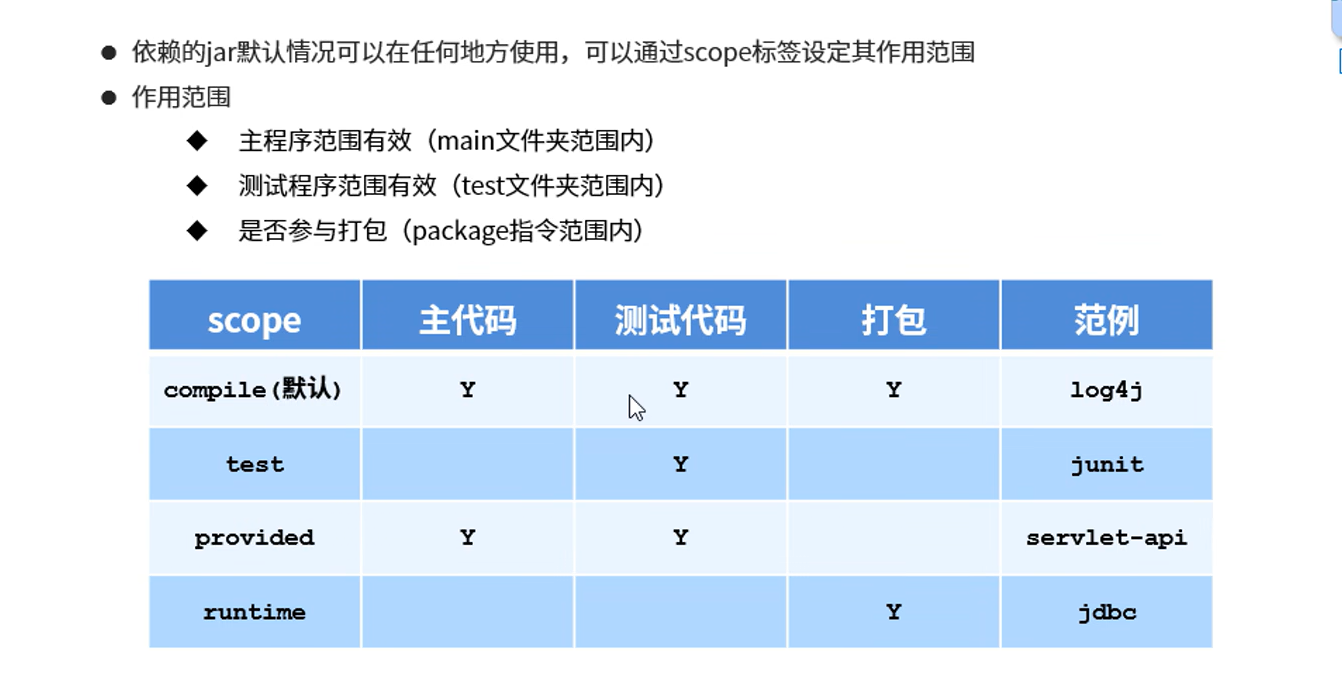 ● 依赖的jar默认情况可以在任何地方使用，可以通过scope标签设定其作用范围
● 作用范围
◆ 主程序范围有效（main文件夹范围内）
◆ 测试程序范围有效（test文件夹范围内）
◆ 是否参与打包（package指令范围内）
scope 主代码 测试代码 打包 范例
compile(默认) Y Y Y log4j
test Y junit
provided Y Y servlet-api
runtime Y jdbc